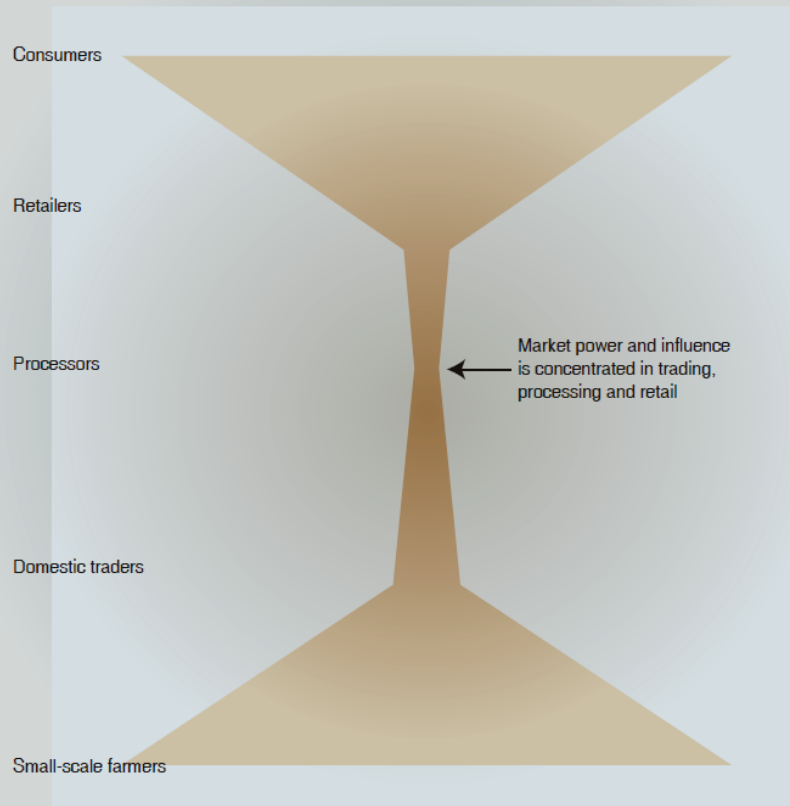 Consumers
Retailers
Processors
Market power and influence
is concentrated in trading,
processing and retail
Domestic traders
Small-scale farmers